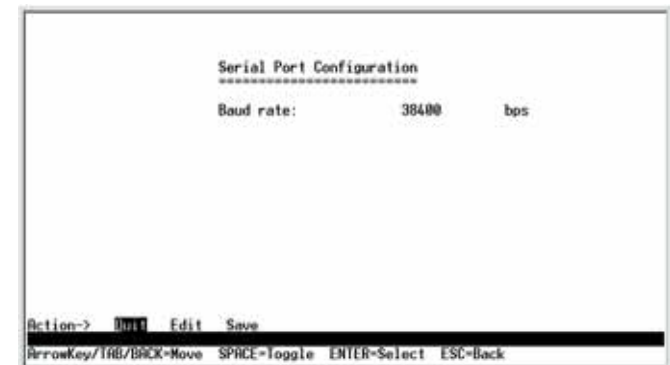 Serial Port Configuration
=========================
Baud rate: 38400 bps
Action-> Quit Edit Save
ArrowKey/TAB/BACK=Move SPACE=Toggle ENTER=Select ESC=Back